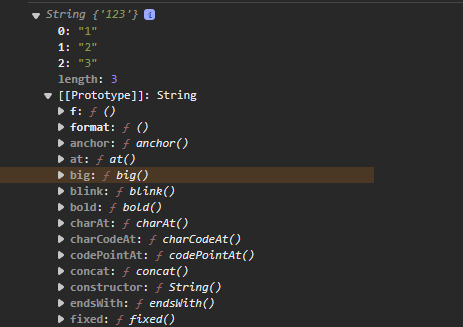 String {'123'} i
0: "1"
1: "2"
2: "3"
length: 3
[[Prototype]]: String
f: ƒ ()
format: ƒ ()
anchor: ƒ anchor()
at: ƒ at()
big: ƒ big()
blink: ƒ blink()
bold: ƒ bold()
charAt: ƒ charAt()
charCodeAt: ƒ charCodeAt()
codePointAt: ƒ codePointAt()
concat: ƒ concat()
constructor: ƒ String()
endsWith: ƒ endsWith()
fixed: ƒ fixed()